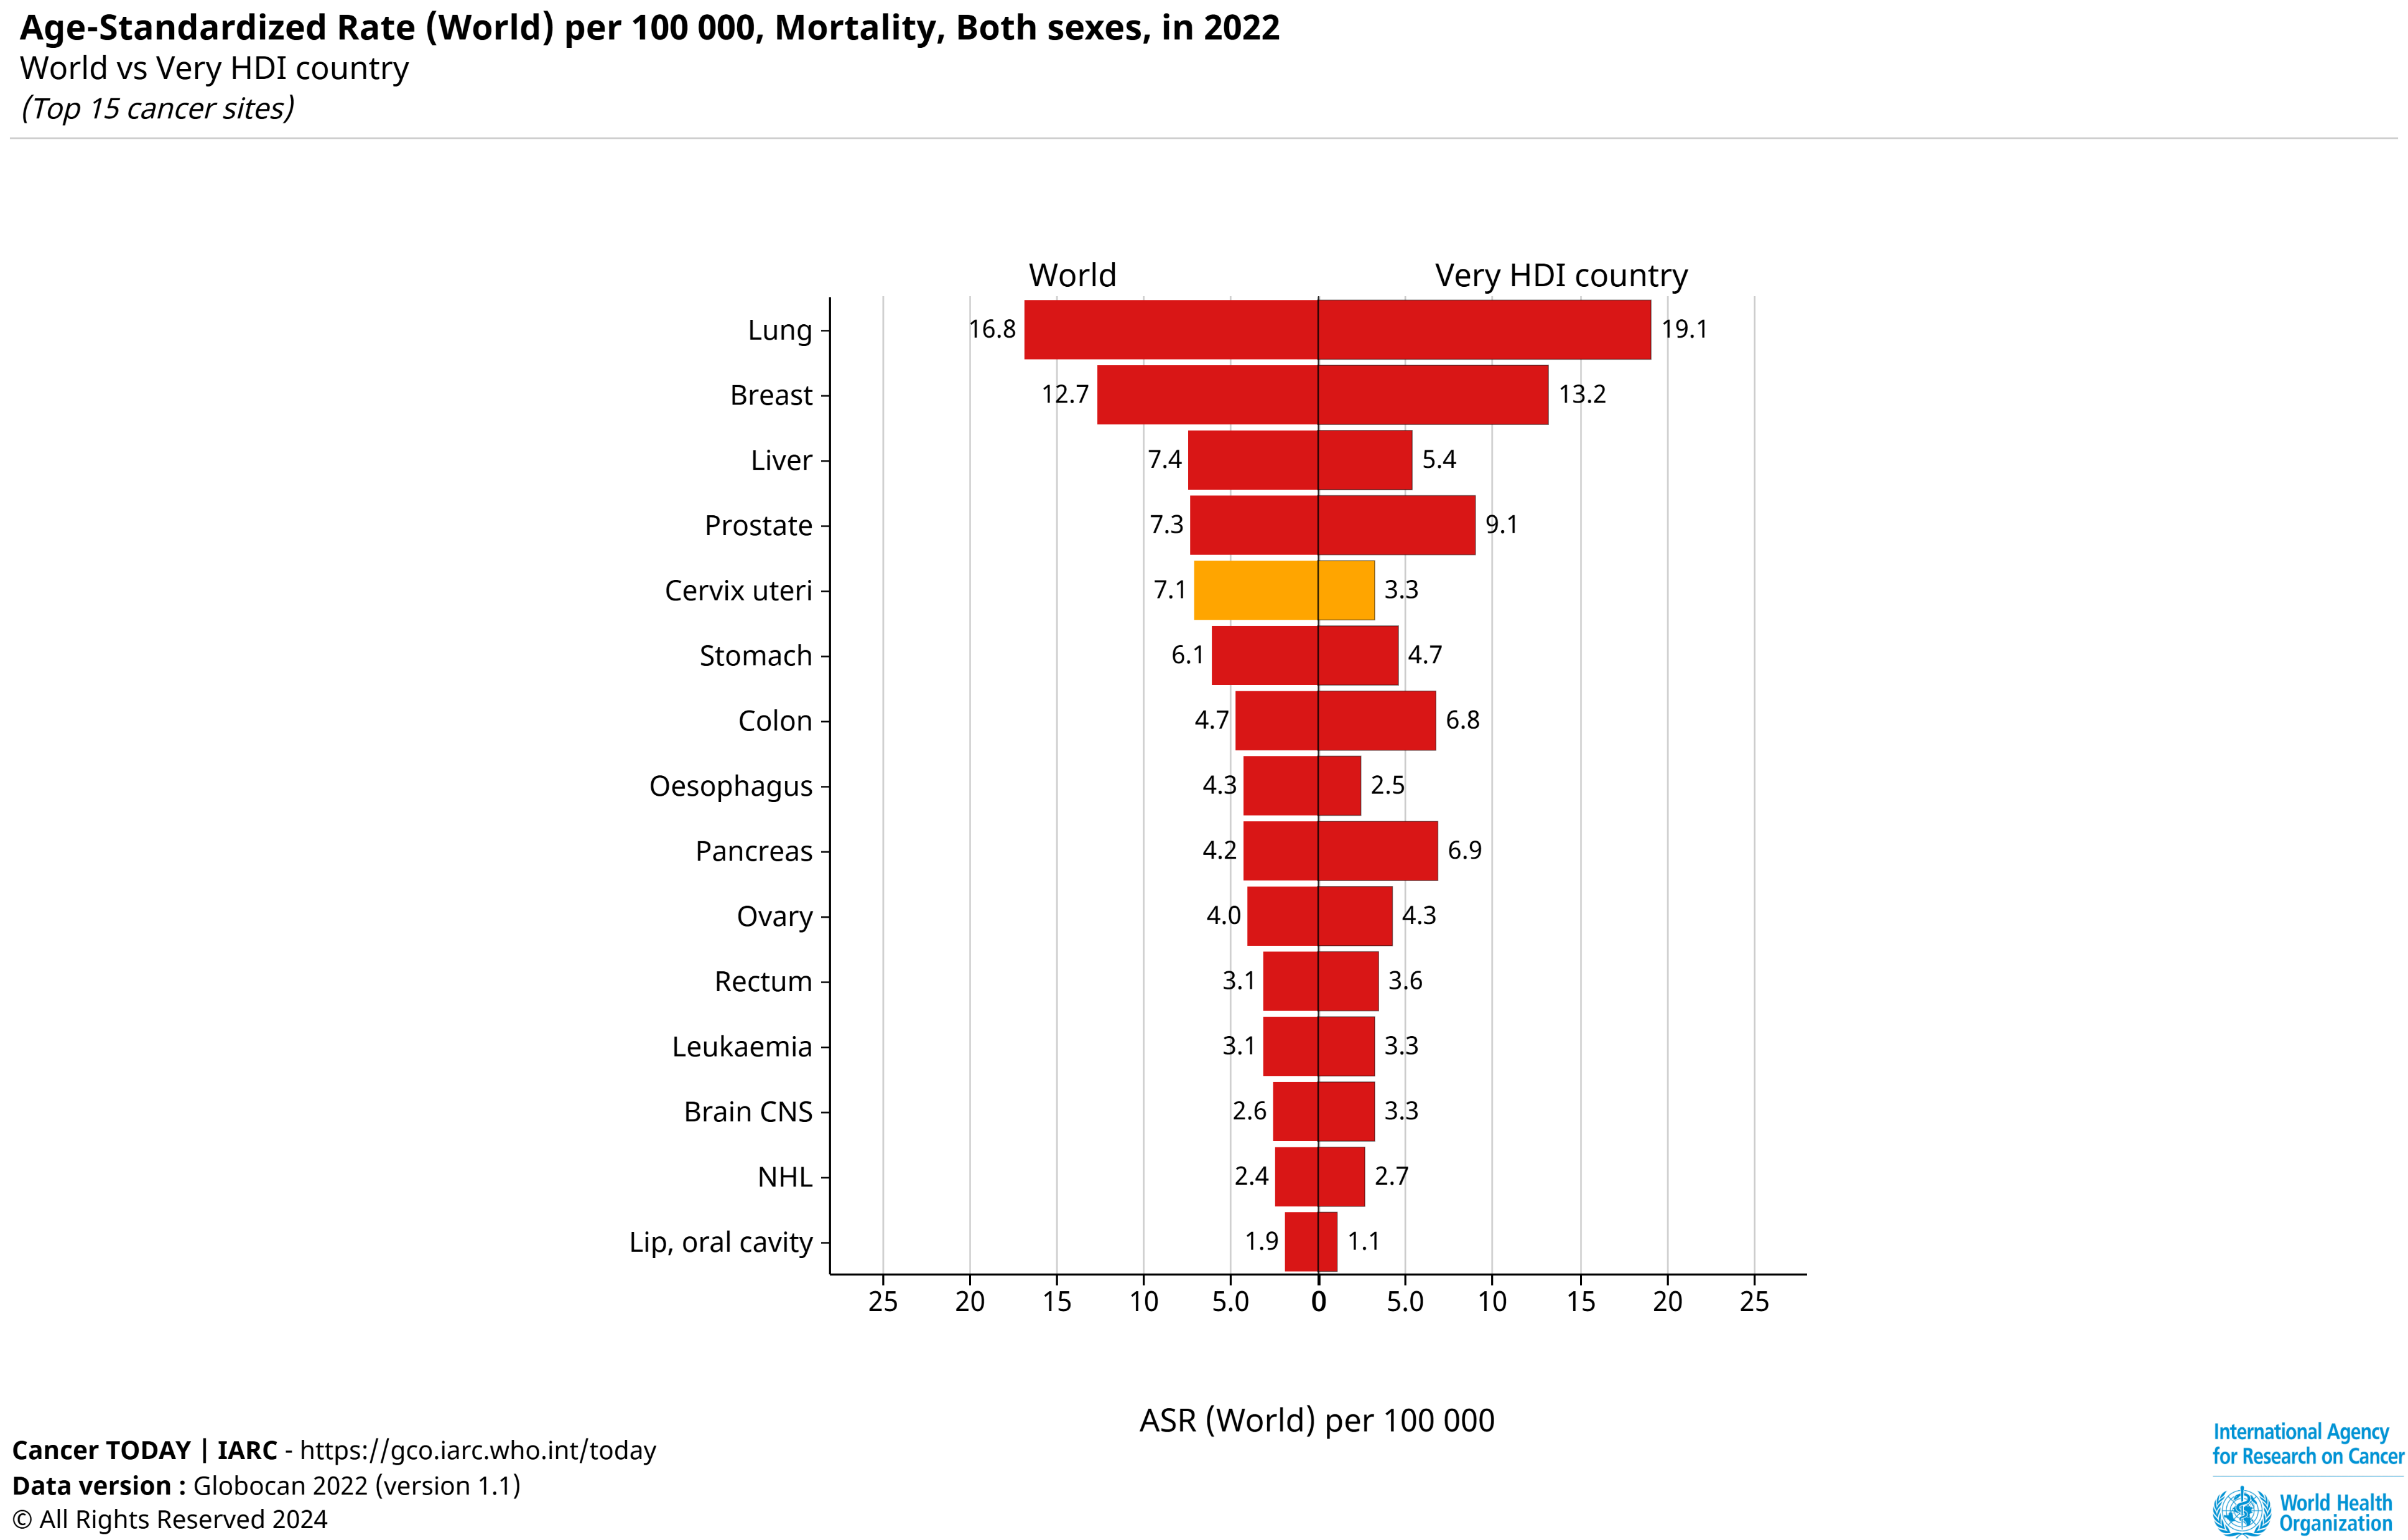 Age-Standardized Rate (World) per 100 000, Mortality, Both sexes, in 2022
World vs Very HDI country
(Top 15 cancer sites)
World Very HDI country
Lung 16.8 19.1
Breast 12.7 13.2
Liver 7.4 5.4
Prostate 7.3 9.1
Cervix uteri 7.1 3.3
Stomach 6.1 4.7
Colon 4.7 6.8
Oesophagus 4.3 2.5
Pancreas 4.2 6.9
Ovary 4.0 4.3
Rectum 3.1 3.6
Leukaemia 3.1 3.3
Brain CNS 2.6 3.3
NHL 2.4 2.7
Lip, oral cavity 1.9 1.1
25 20 15 10 5.0 0 5.0 10 15 20 25
ASR (World) per 100 000
Cancer TODAY | IARC - https://gco.iarc.who.int/today
Data version : Globocan 2022 (version 1.1)
© All Rights Reserved 2024
International Agency
for Research on Cancer
World Health
Organization